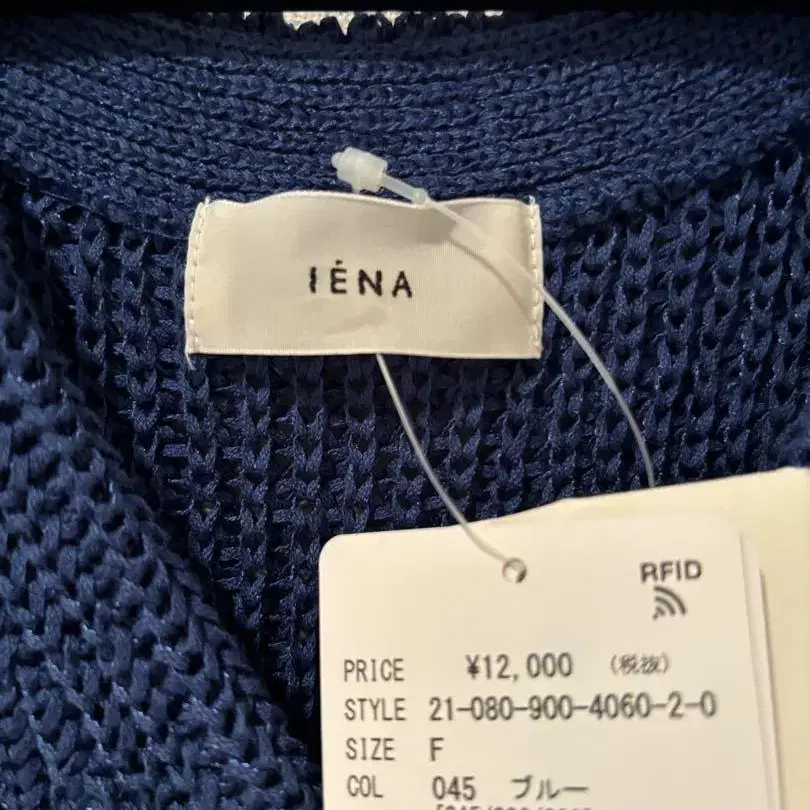 IÉNA
RFID
PRICE ¥12,000 (税抜)
STYLE 21-080-900-4060-2-0
SIZE F
COL 045 ブルー